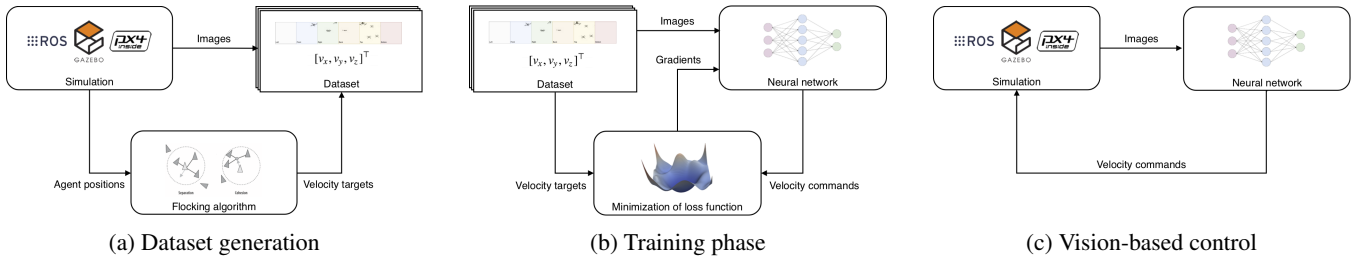 ROS
GAZEBO
px4
inside
Simulation
Images
[v_x, v_y, v_z]^⊤
Dataset
Agent positions
Separation
Cohesion
Flocking algorithm
Velocity targets
(a) Dataset generation
[v_x, v_y, v_z]^⊤
Dataset
Images
Gradients
Neural network
Velocity targets
Minimization of loss function
Velocity commands
(b) Training phase
ROS
GAZEBO
px4
inside
Simulation
Images
Neural network
Velocity commands
(c) Vision-based control